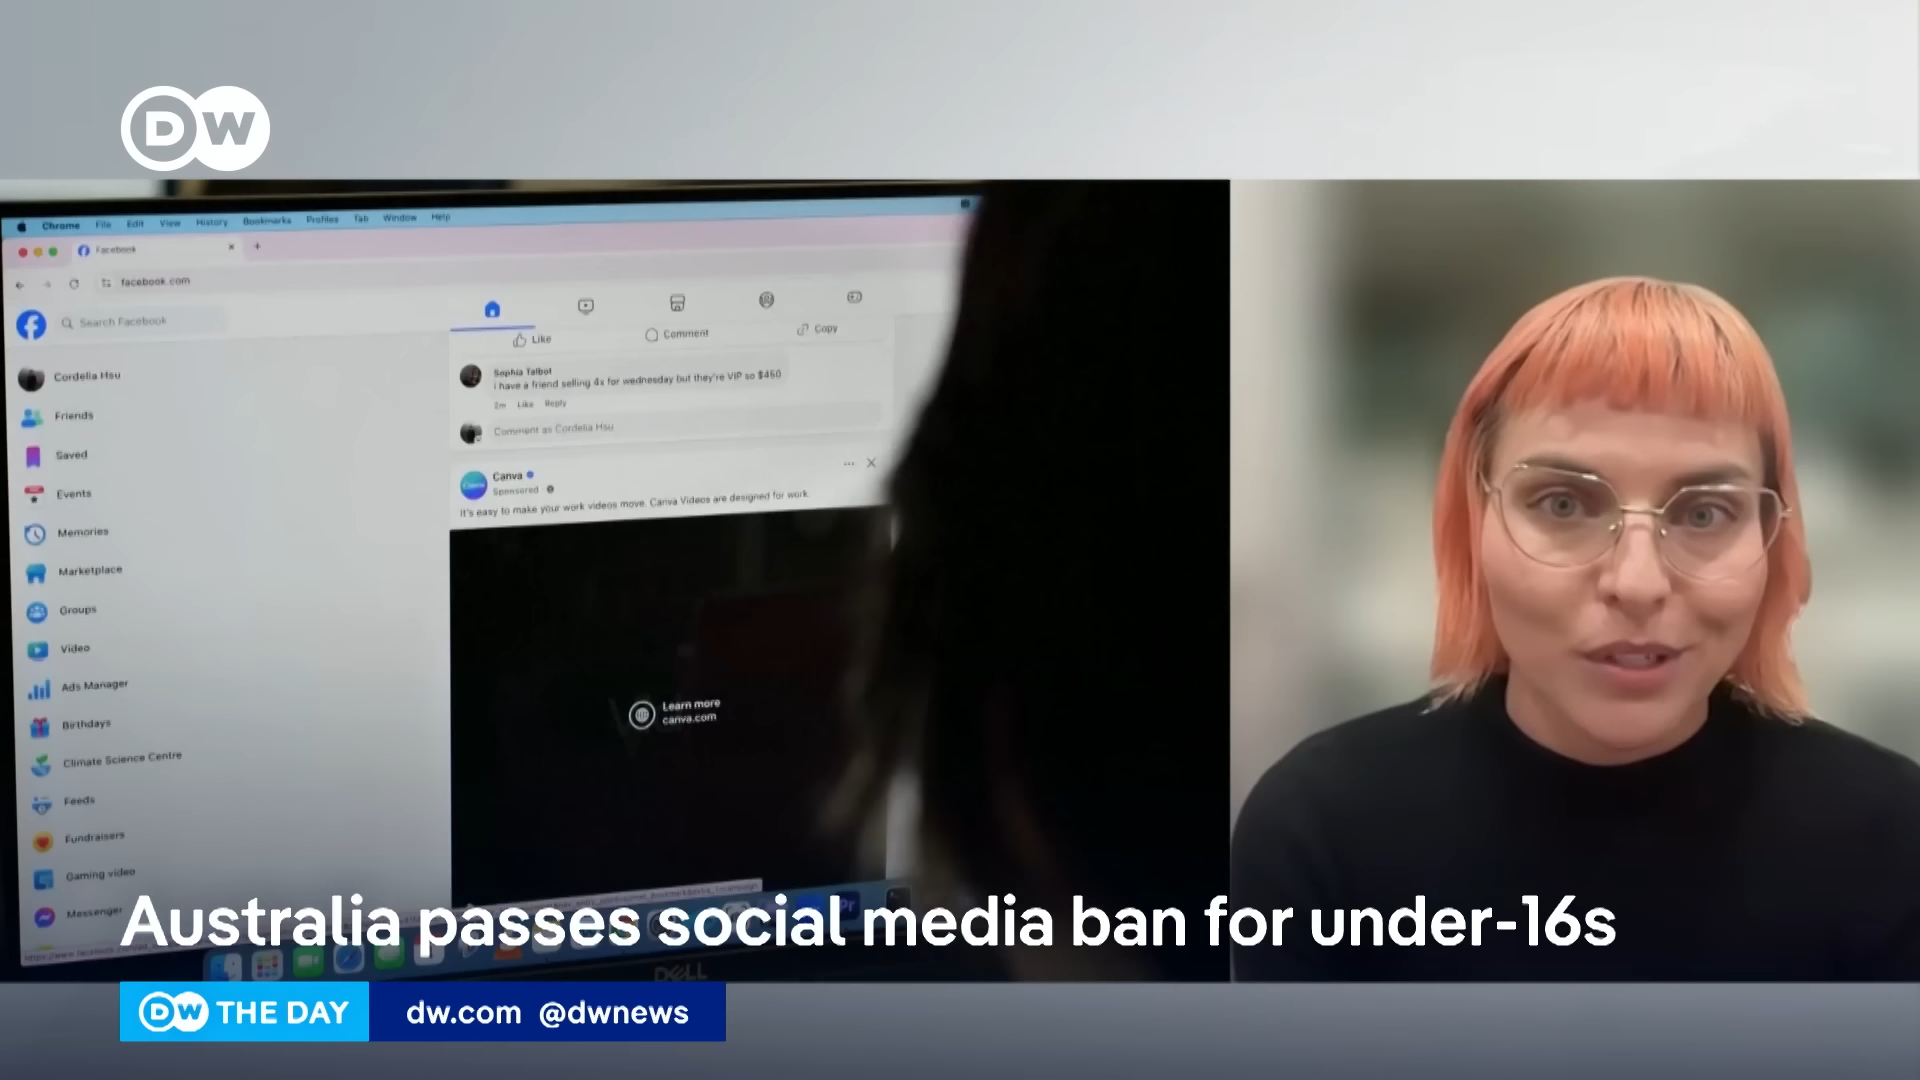 DW
Chrome File Edit View History Bookmarks Profiles Tab Window Help
Facebook
facebook.com
Search Facebook
Like Comment Copy
Cordelia Hsu
Sophia Talbot
i have a friend selling 4x for wednesday but they're VIP so $450
2m Like Reply
Friends
Comment as Cordelia Hsu
Saved
Canva
Sponsored
Events
It's easy to make your work videos move. Canva Videos are designed for work.
Memories
Marketplace
Groups
Video
Ads Manager
Learn more
canva.com
Birthdays
Climate Science Centre
Feeds
Fundraisers
Gaming video
Messenger
Australia passes social media ban for under-16s
DELL
DW THE DAY dw.com @dwnews